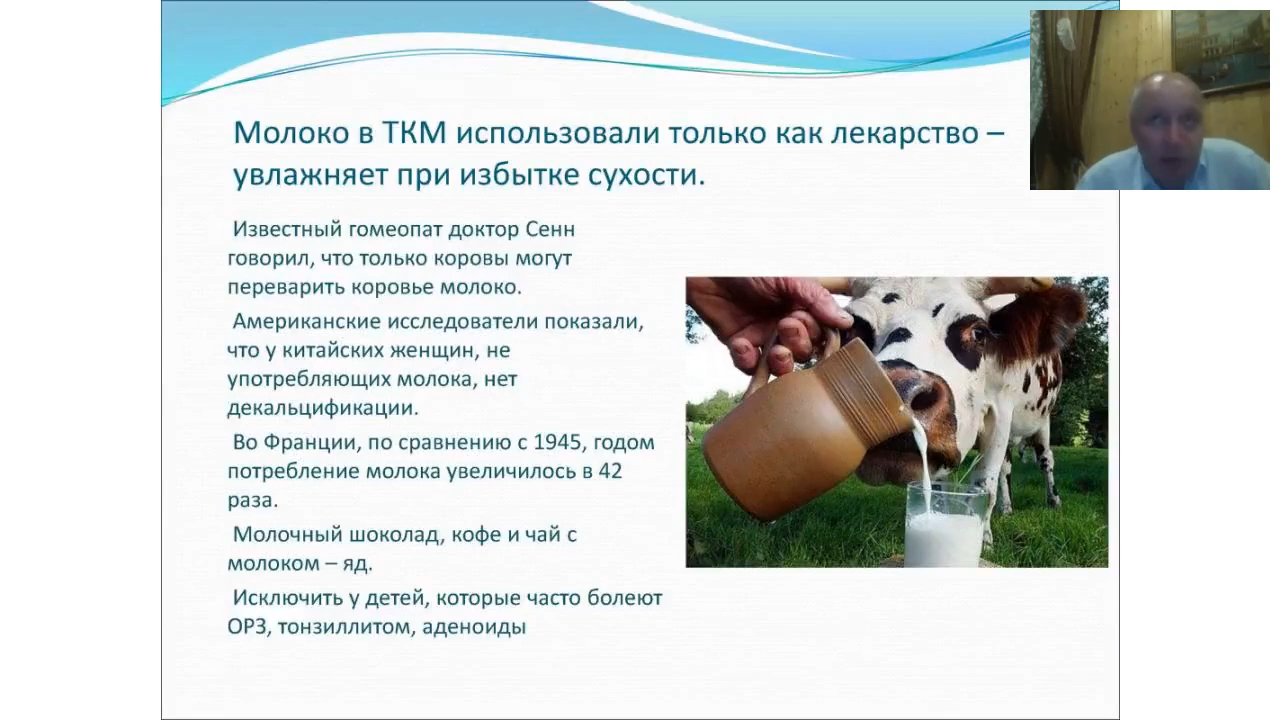 Молоко в ТКМ использовали только как лекарство –
увлажняет при избытке сухости.
Известный гомеопат доктор Сенн
говорил, что только коровы могут
переварить коровье молоко.
Американские исследователи показали,
что у китайских женщин, не
употребляющих молока, нет
декальцификации.
Во Франции, по сравнению с 1945, годом
потребление молока увеличилось в 42
раза.
Молочный шоколад, кофе и чай с
молоком – яд.
Исключить у детей, которые часто болеют
ОРЗ, тонзиллитом, аденоиды